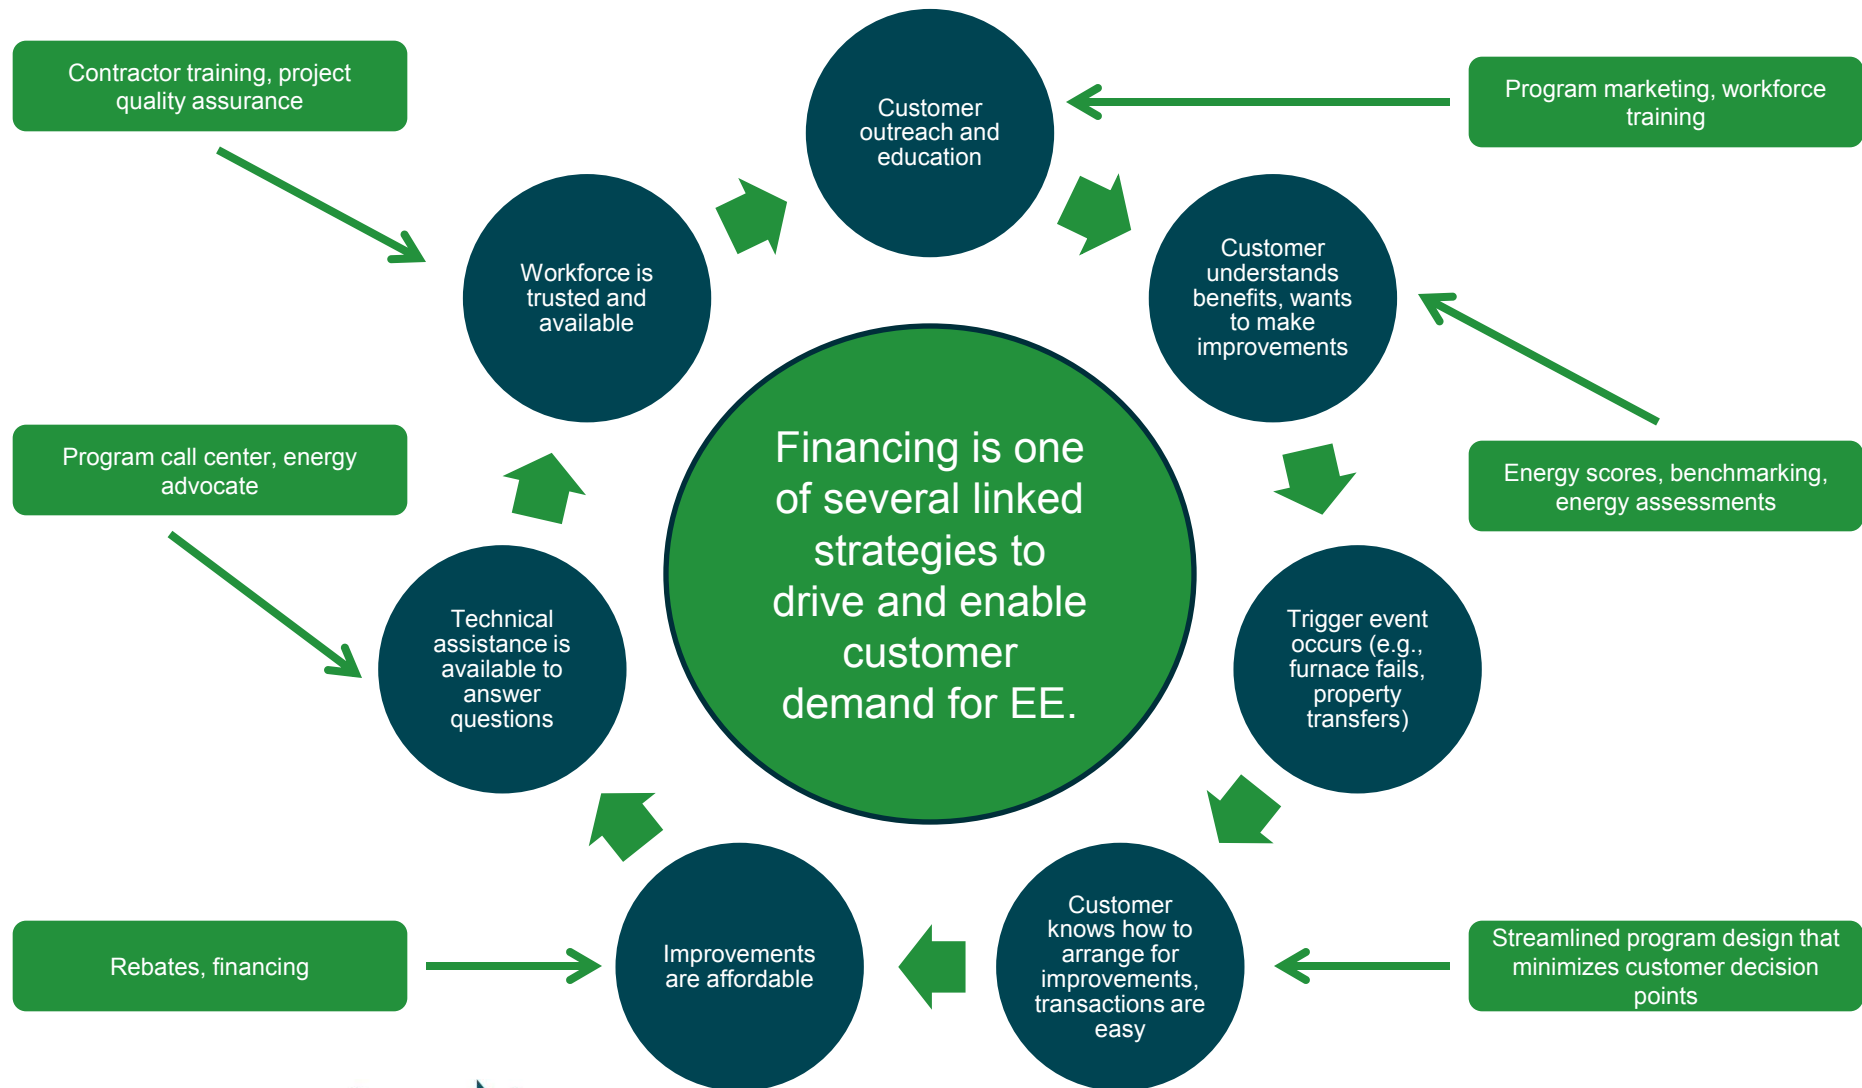 Contractor training, project
quality assurance
Customer
outreach and
education
Program marketing, workforce
training
Workforce is
trusted and
available
Customer
understands
benefits, wants
to make
improvements
Financing is one
of several linked
strategies to
drive and enable
customer
demand for EE.
Program call center, energy
advocate
Energy scores, benchmarking,
energy assessments
Technical
assistance is
available to
answer
questions
Trigger event
occurs (e.g.,
furnace fails,
property
transfers)
Rebates, financing
Improvements
are affordable
Customer
knows how to
arrange for
improvements,
transactions are
easy
Streamlined program design that
minimizes customer decision
points